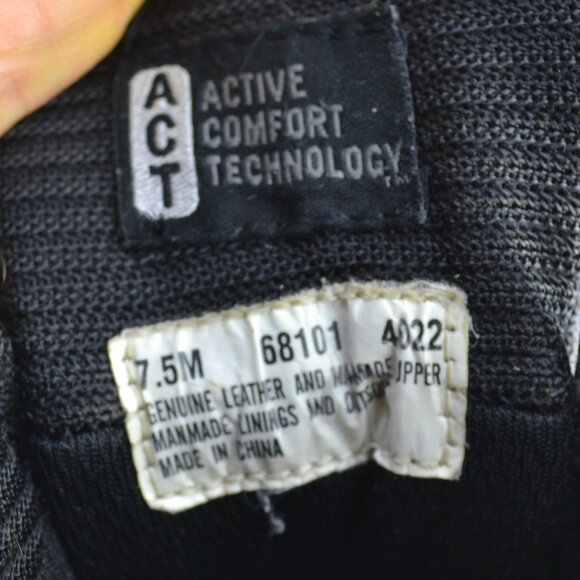 ACT
ACTIVE
COMFORT
TECHNOLOGY
7.5M 68101 4022
GENUINE LEATHER AND MANMADE UPPER
MANMADE LININGS AND OUTSOLE
MADE IN CHINA